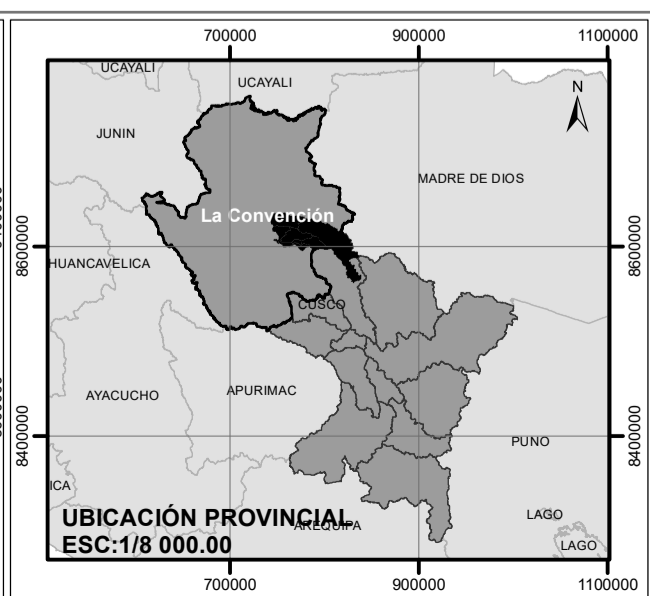 700000 900000 1100000
UCAYALI
UCAYALI
N
JUNIN
MADRE DE DIOS
La Convención
8600000 8600000
HUANCAVELICA
CUSCO
AYACUCHO
APURIMAC
8400000 8400000
PUNO
ICA
UBICACIÓN PROVINCIAL
AREQUIPA
LAGO
ESC:1/8 000.00
LAGO
700000 900000 1100000